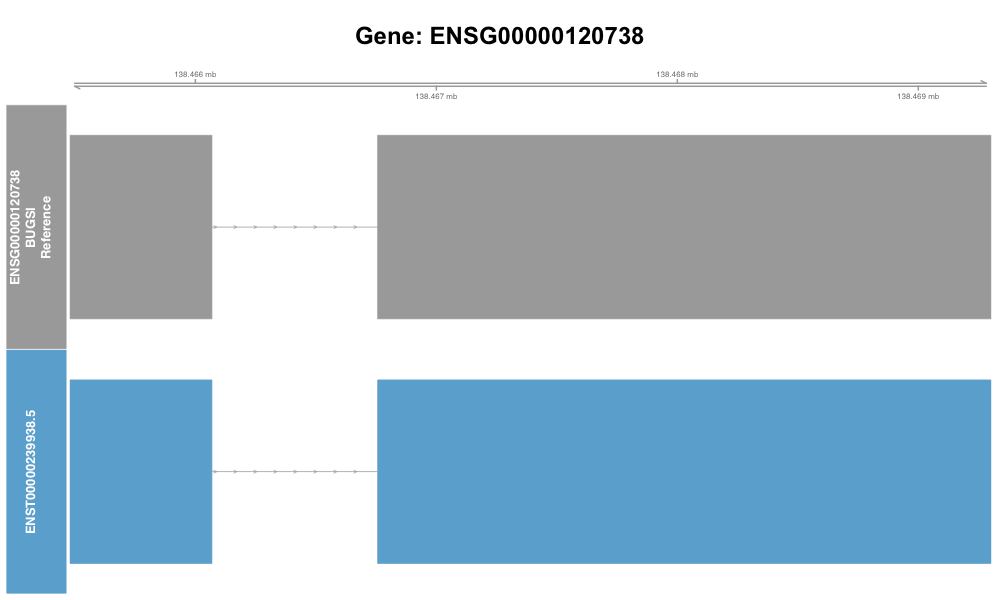 Gene: ENSG00000120738
138.466 mb
138.468 mb
138.467 mb
138.469 mb
ENSG00000120738
BUGSI
Reference
ENST00000239938.5